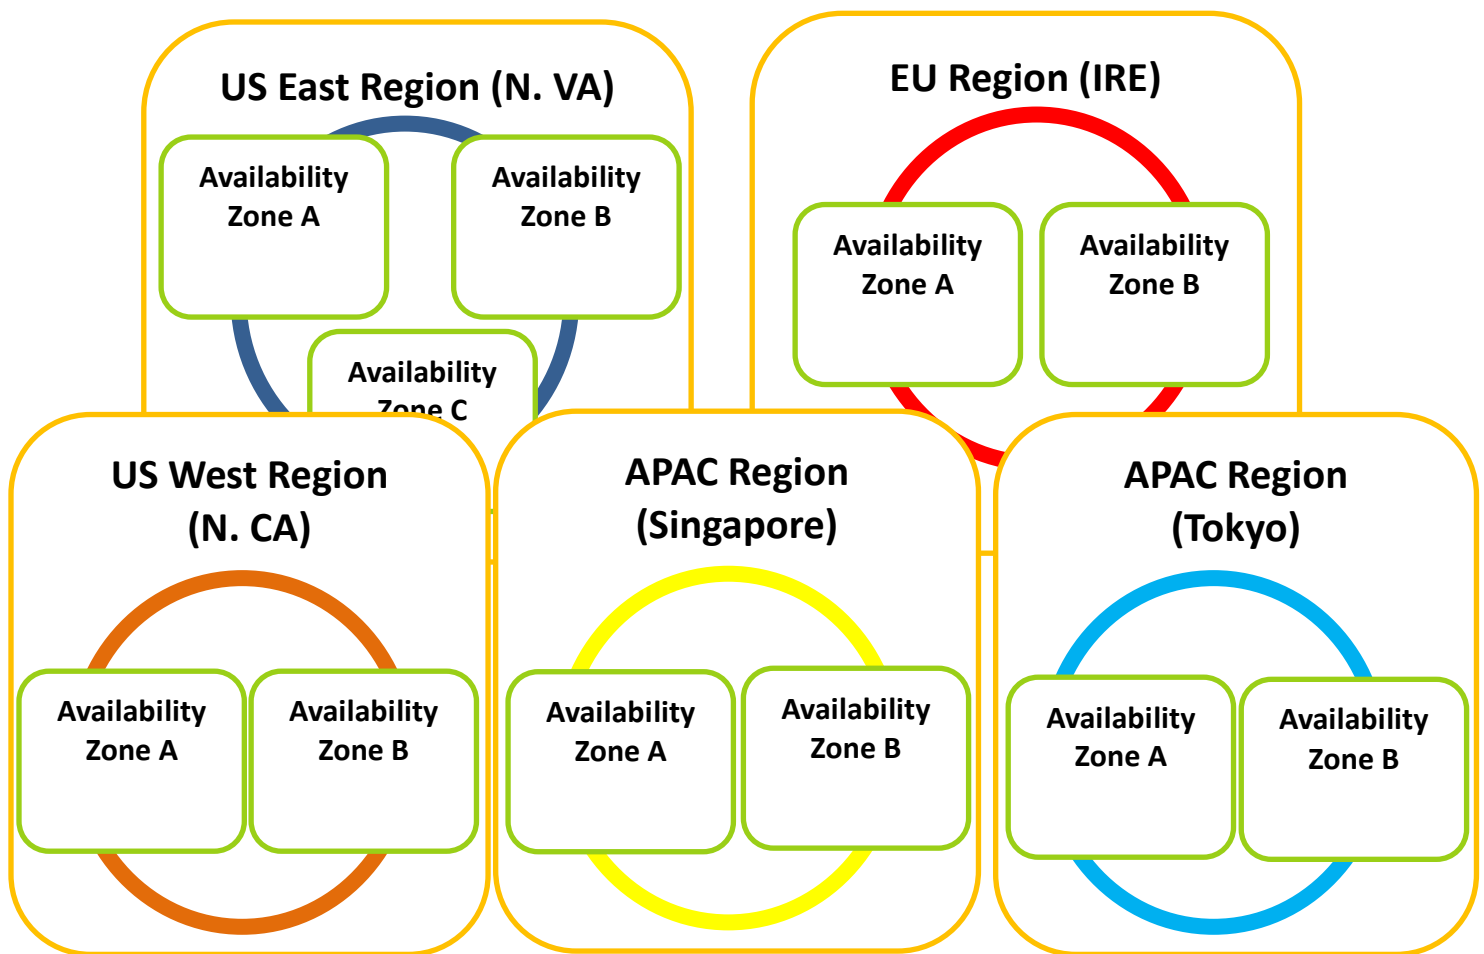 US East Region (N. VA)
Availability
Zone A
Availability
Zone B
Availability
Zone C
EU Region (IRE)
Availability
Zone A
Availability
Zone B
US West Region
(N. CA)
Availability
Zone A
Availability
Zone B
APAC Region
(Singapore)
Availability
Zone A
Availability
Zone B
APAC Region
(Tokyo)
Availability
Zone A
Availability
Zone B